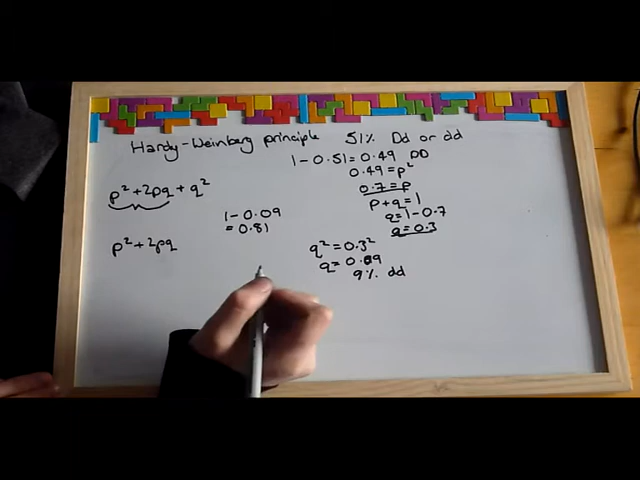 Hardy-Weinberg principle 51% Dd or dd
1-0.51=0.49 DD
0.49=p²
0.7=p
p+q=1
q=1-0.7
q=0.3
p²+2pq+q²
1-0.09
=0.81
p²+2pq
q²=0.3²
q=0.09
9% dd